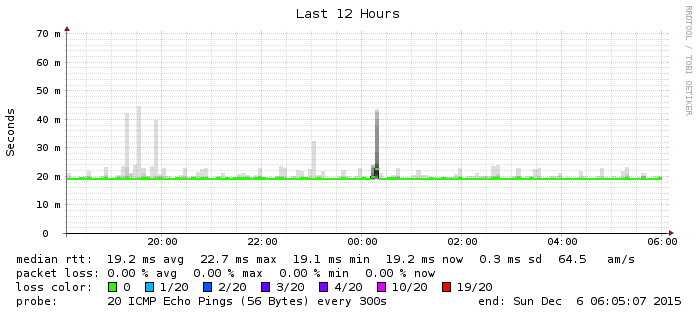 Last 12 Hours
RRDTOOL / TOBI OETIKER
Seconds
70 m
60 m
50 m
40 m
30 m
20 m
10 m
0
20:00 22:00 00:00 02:00 04:00 06:00
median rtt: 19.2 ms avg 22.7 ms max 19.1 ms min 19.2 ms now 0.3 ms sd 64.5 am/s
packet loss: 0.00 % avg 0.00 % max 0.00 % min 0.00 % now
loss color: 0 1/20 2/20 3/20 4/20 10/20 19/20
probe: 20 ICMP Echo Pings (56 Bytes) every 300s end: Sun Dec 6 06:05:07 2015